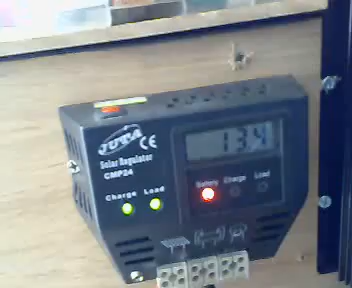 JUTA CE
Solar Regulator
CMP24
13.4
Battery Charge Load
Charge Load